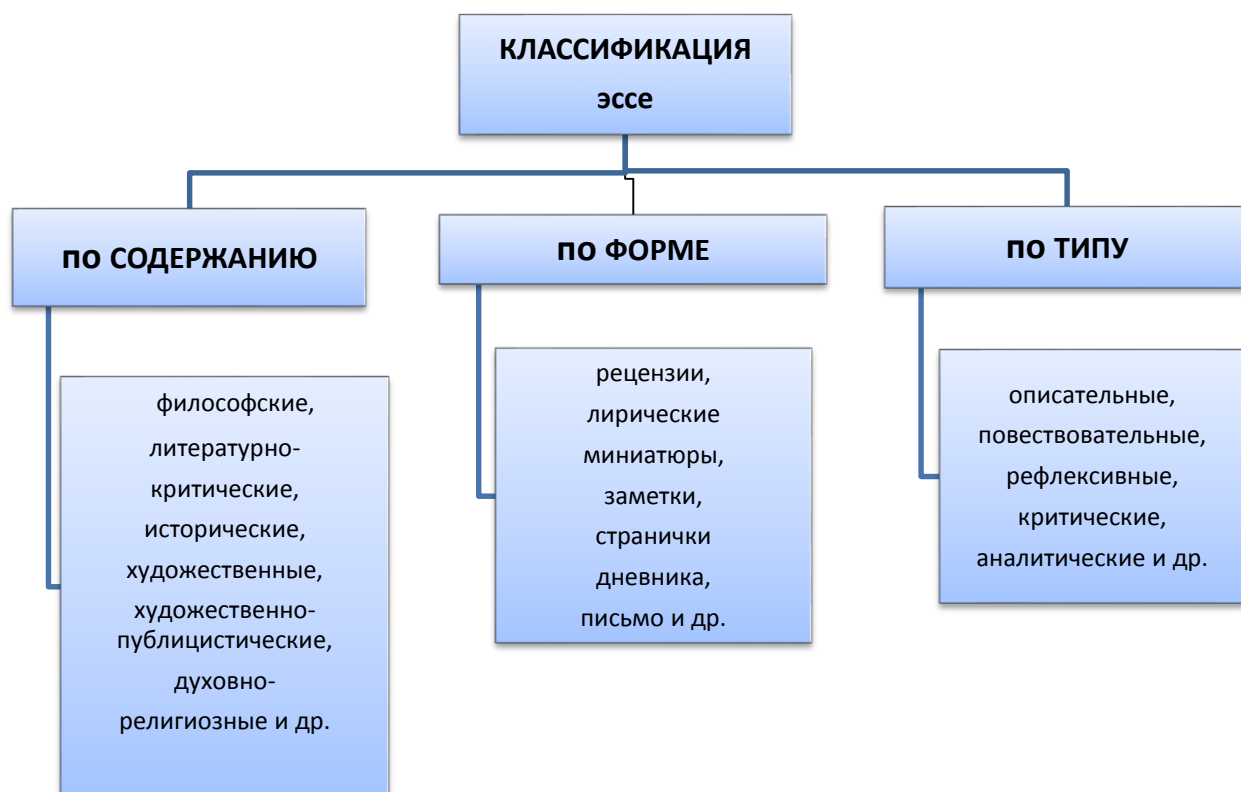 КЛАССИФИКАЦИЯ
эссе
по СОДЕРЖАНИЮ
философские,
литературно-
критические,
исторические,
художественные,
художественно-
публицистические,
духовно-
религиозные и др.
по ФОРМЕ
рецензии,
лирические
миниатюры,
заметки,
странички
дневника,
письмо и др.
по ТИПУ
описательные,
повествовательные,
рефлексивные,
критические,
аналитические и др.